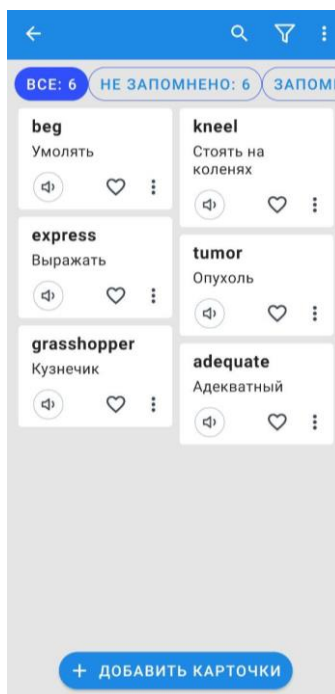 ВСЕ: 6
НЕ ЗАПОМНЕНО: 6
ЗАПОМ
beg
Умолять
kneel
Стоять на
коленях
express
Выражать
tumor
Опухоль
grasshopper
Кузнечик
adequate
Адекватный
+ ДОБАВИТЬ КАРТОЧКИ